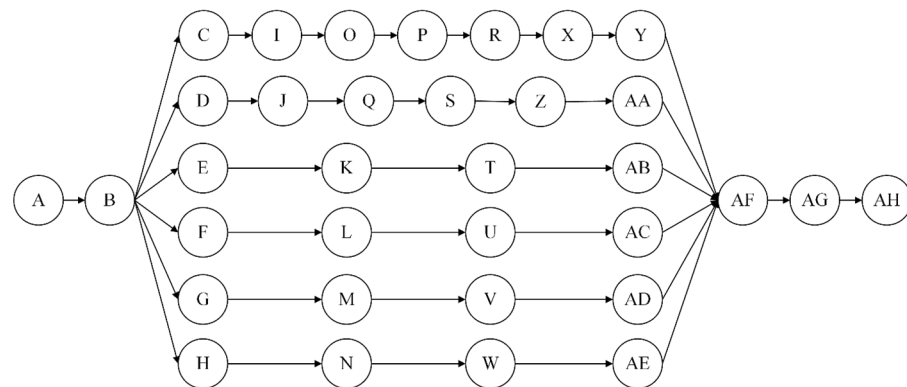 C I O P R X Y
D J Q S Z AA
E K T AB
A B AF AG AH
F L U AC
G M V AD
H N W AE